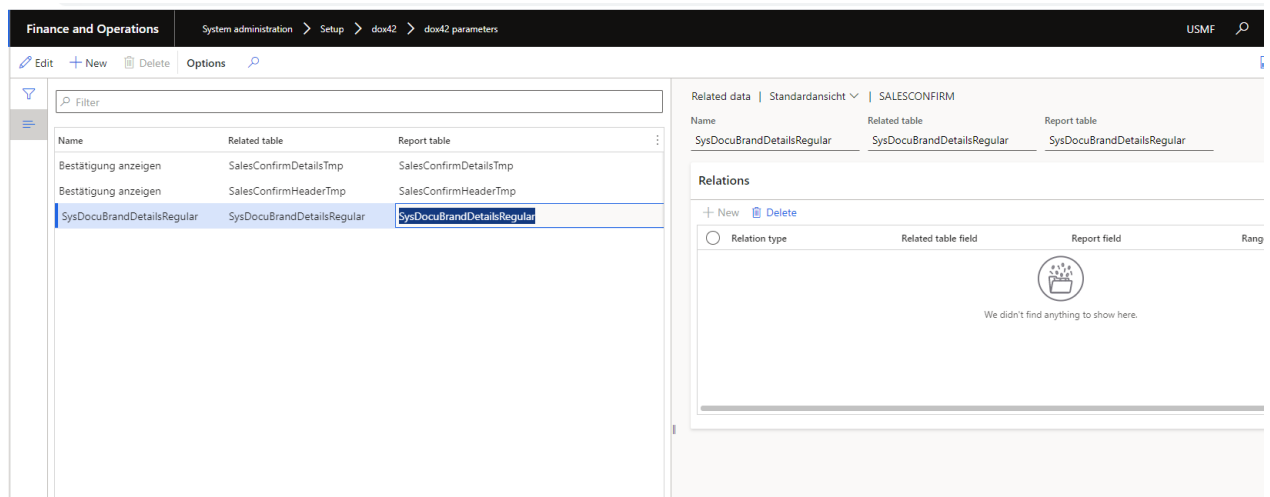 Finance and Operations System administration > Setup > dox42 > dox42 parameters USMF
Edit + New Delete Options
Filter
Name Related table Report table
Bestätigung anzeigen SalesConfirmDetailsTmp SalesConfirmDetailsTmp
Bestätigung anzeigen SalesConfirmHeaderTmp SalesConfirmHeaderTmp
SysDocuBrandDetailsRegular SysDocuBrandDetailsRegular SysDocuBrandDetailsRegular
Related data | Standardansicht | SALESCONFIRM
Name Related table Report table
SysDocuBrandDetailsRegular SysDocuBrandDetailsRegular SysDocuBrandDetailsRegular
Relations
+ New Delete
Relation type Related table field Report field Rang
We didn't find anything to show here.